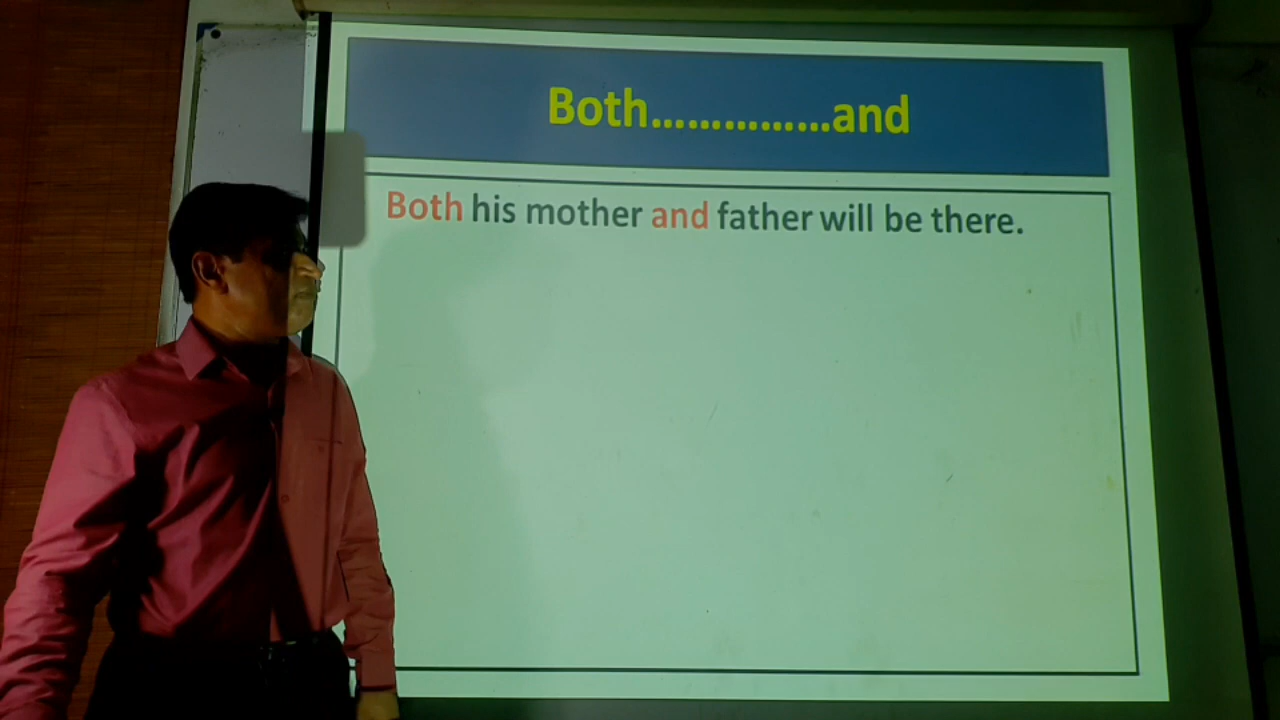 Both...............and
Both his mother and father will be there.